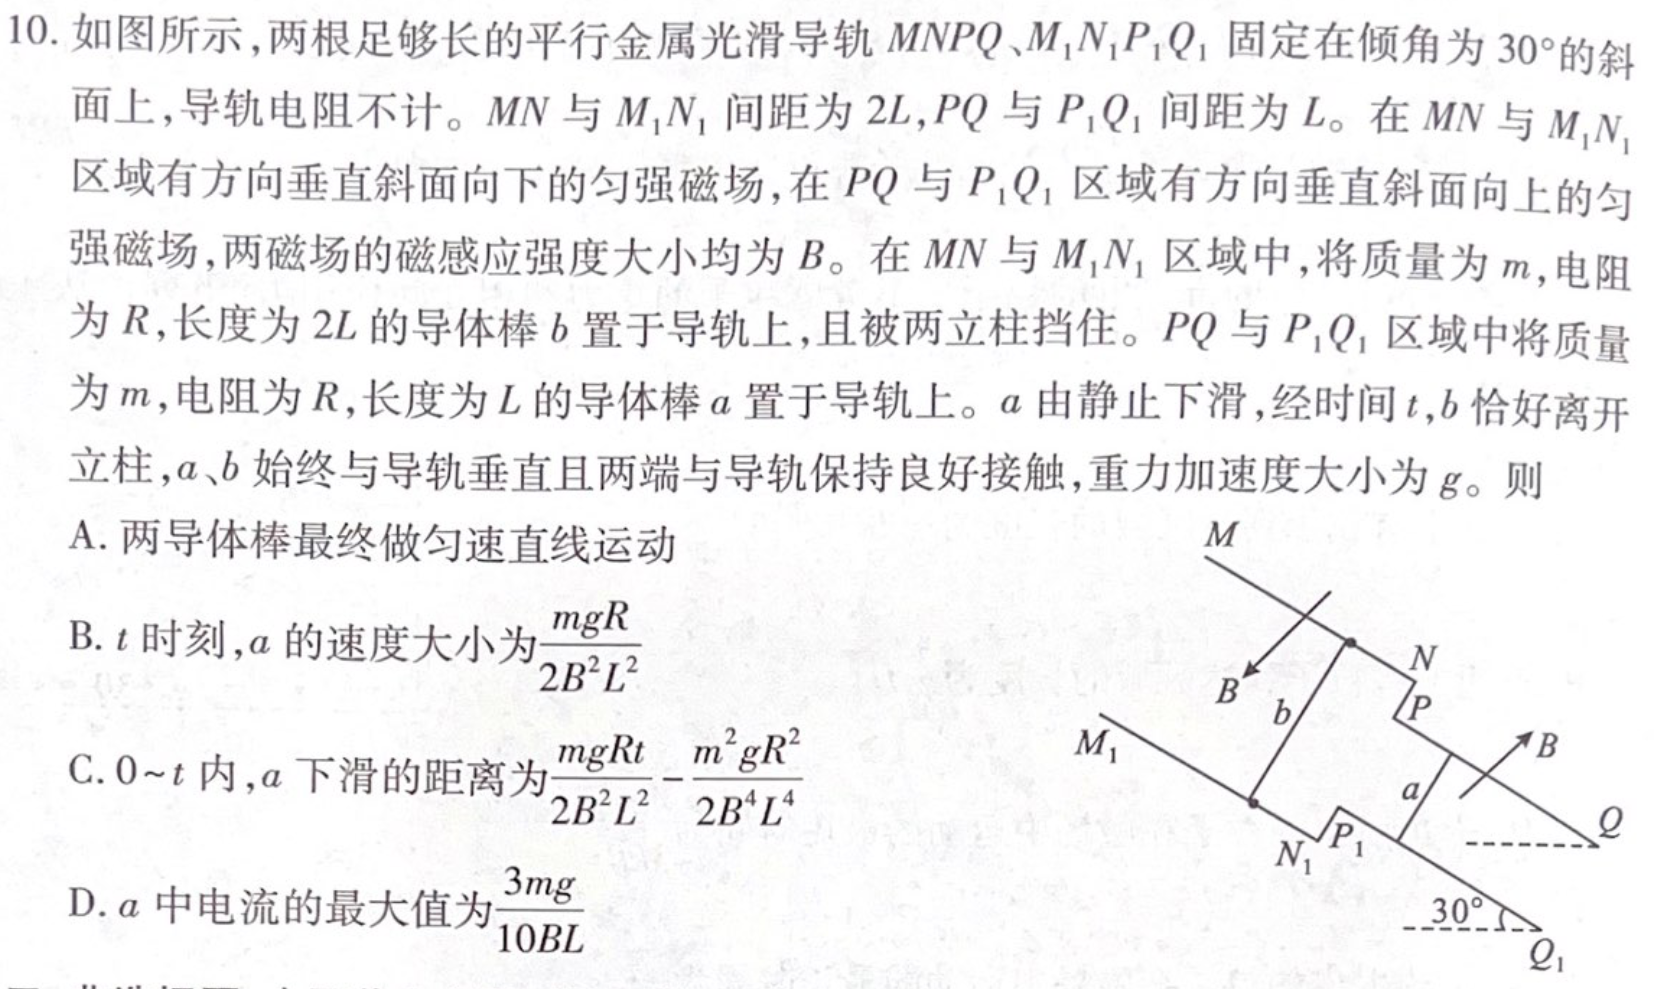 10. 如图所示,两根足够长的平行金属光滑导轨 MNPQ、M₁N₁P₁Q₁ 固定在倾角为 30°的斜
面上,导轨电阻不计。MN 与 M₁N₁ 间距为 2L,PQ 与 P₁Q₁ 间距为 L。在 MN 与 M₁N₁
区域有方向垂直斜面向下的匀强磁场,在 PQ 与 P₁Q₁ 区域有方向垂直斜面向上的匀
强磁场,两磁场的磁感应强度大小均为 B。在 MN 与 M₁N₁ 区域中,将质量为 m,电阻
为 R,长度为 2L 的导体棒 b 置于导轨上,且被两立柱挡住。PQ 与 P₁Q₁ 区域中将质量
为 m,电阻为 R,长度为 L 的导体棒 a 置于导轨上。a 由静止下滑,经时间 t,b 恰好离开
立柱,a、b 始终与导轨垂直且两端与导轨保持良好接触,重力加速度大小为 g。则
A. 两导体棒最终做匀速直线运动
B. t 时刻,a 的速度大小为 mgR/2B²L²
C. 0~t 内,a 下滑的距离为 mgRt/2B²L² - m²gR²/2B⁴L⁴
D. a 中电流的最大值为 3mg/10BL
M
N
B
b
P
M₁
B
a
Q
N₁
P₁
30°
Q₁